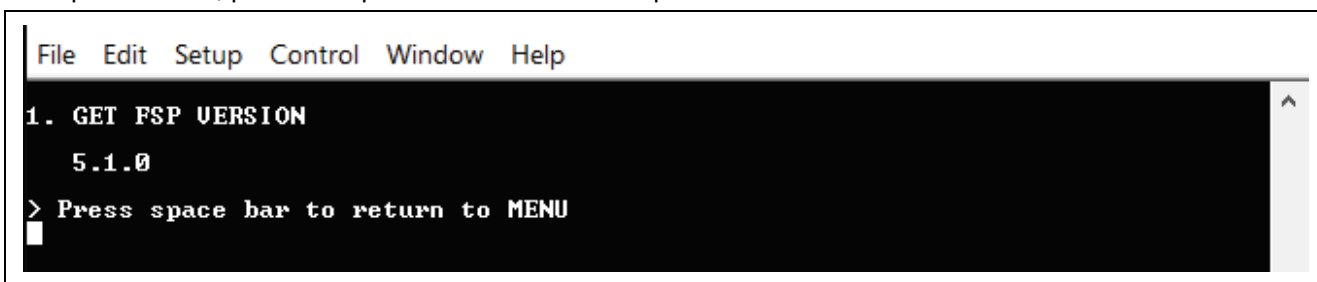 File Edit Setup Control Window Help
1. GET FSP VERSION
5.1.0
> Press space bar to return to MENU